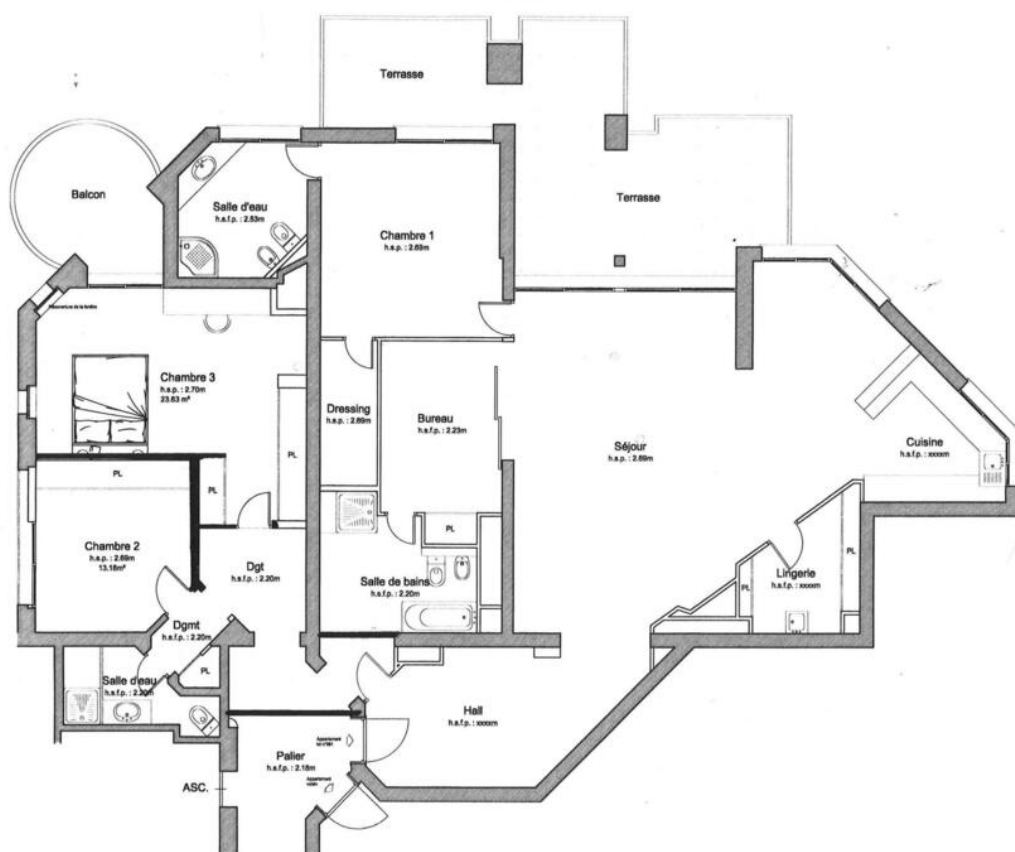 Terrasse
Balcon
Salle d'eau
h.s.f.p. : 2.53m
Terrasse
Chambre 1
h.s.p. : 2.69m
Chambre 3
h.s.p. : 2.70m
23.63 m²
Dressing
h.s.p. : 2.69m
Bureau
h.s.f.p. : 2.23m
Séjour
h.s.p. : 2.69m
Cuisine
h.s.f.p. : xxxxm
PL
PL
PL
PL
PL
PL
Chambre 2
h.s.p. : 2.69m
13.18m²
Dgt
h.s.f.p. : 2.20m
Salle de bains
h.s.f.p. : 2.20m
Lingerie
h.s.f.p. : xxxxm
Dgmt
h.s.f.p. : 2.20m
PL
Salle d'eau
h.s.f.p. : 2.20m
Hall
h.s.f.p. : xxxxm
Palier
h.s.f.p. : 2.18m
Appartement
Appartement
ASC.